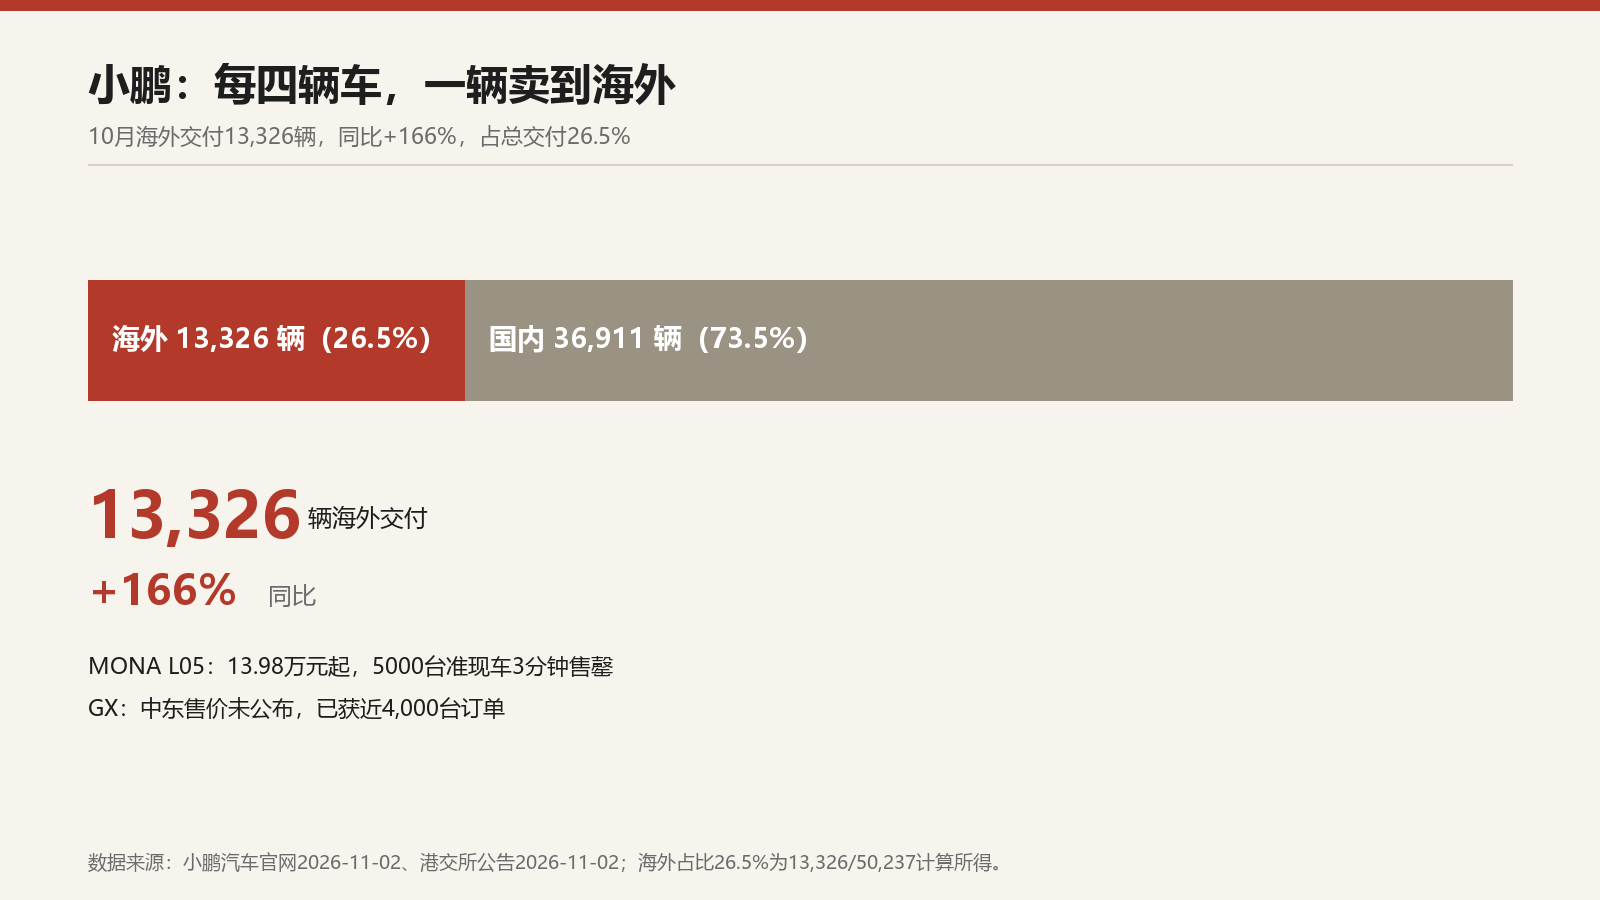 小鹏：每四辆车，一辆卖到海外
10月海外交付13,326辆，同比+166%，占总交付26.5%
海外 13,326 辆（26.5%）
国内 36,911 辆（73.5%）
13,326 辆海外交付
+166% 同比
MONA L05：13.98万元起，5000台准现车3分钟售罄
GX：中东售价未公布，已获近4,000台订单
数据来源：小鹏汽车官网2026-11-02、港交所公告2026-11-02；海外占比26.5%为13,326/50,237计算所得。